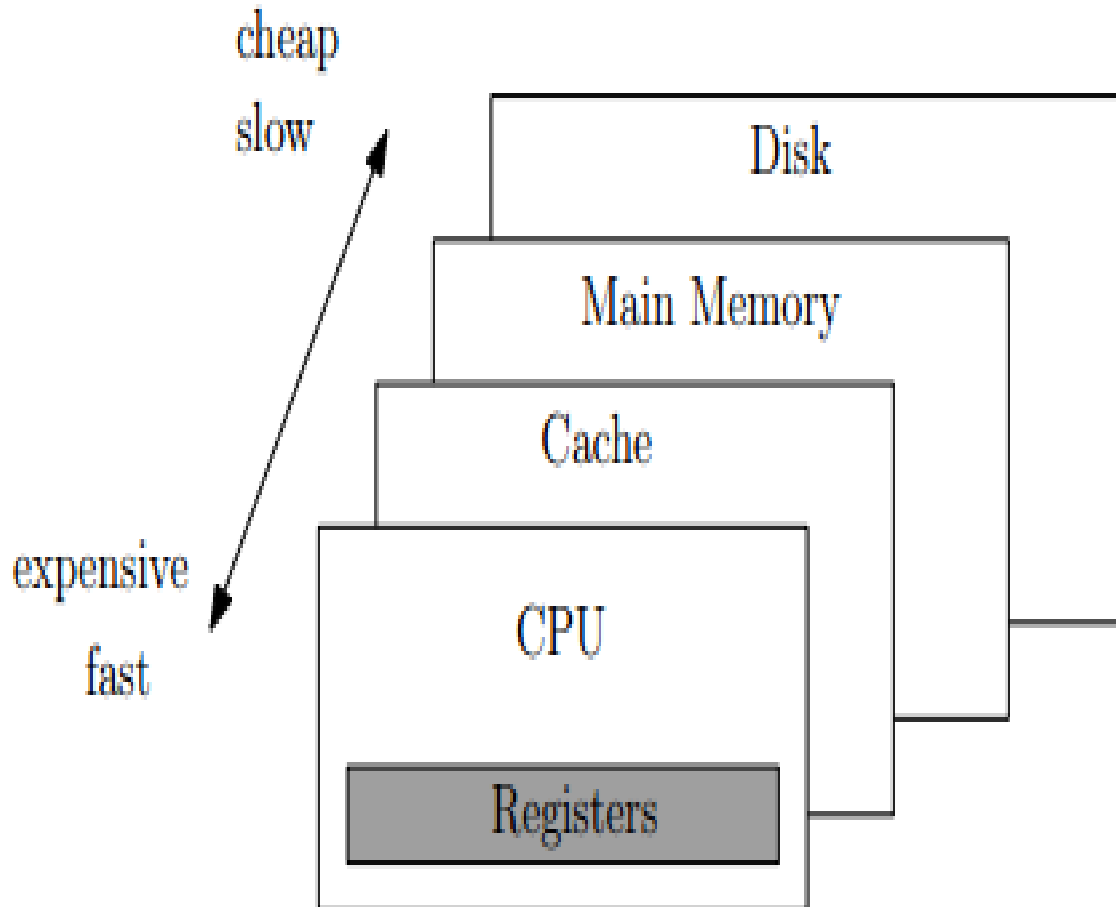 cheap
slow
Disk
Main Memory
Cache
expensive
fast
CPU
Registers